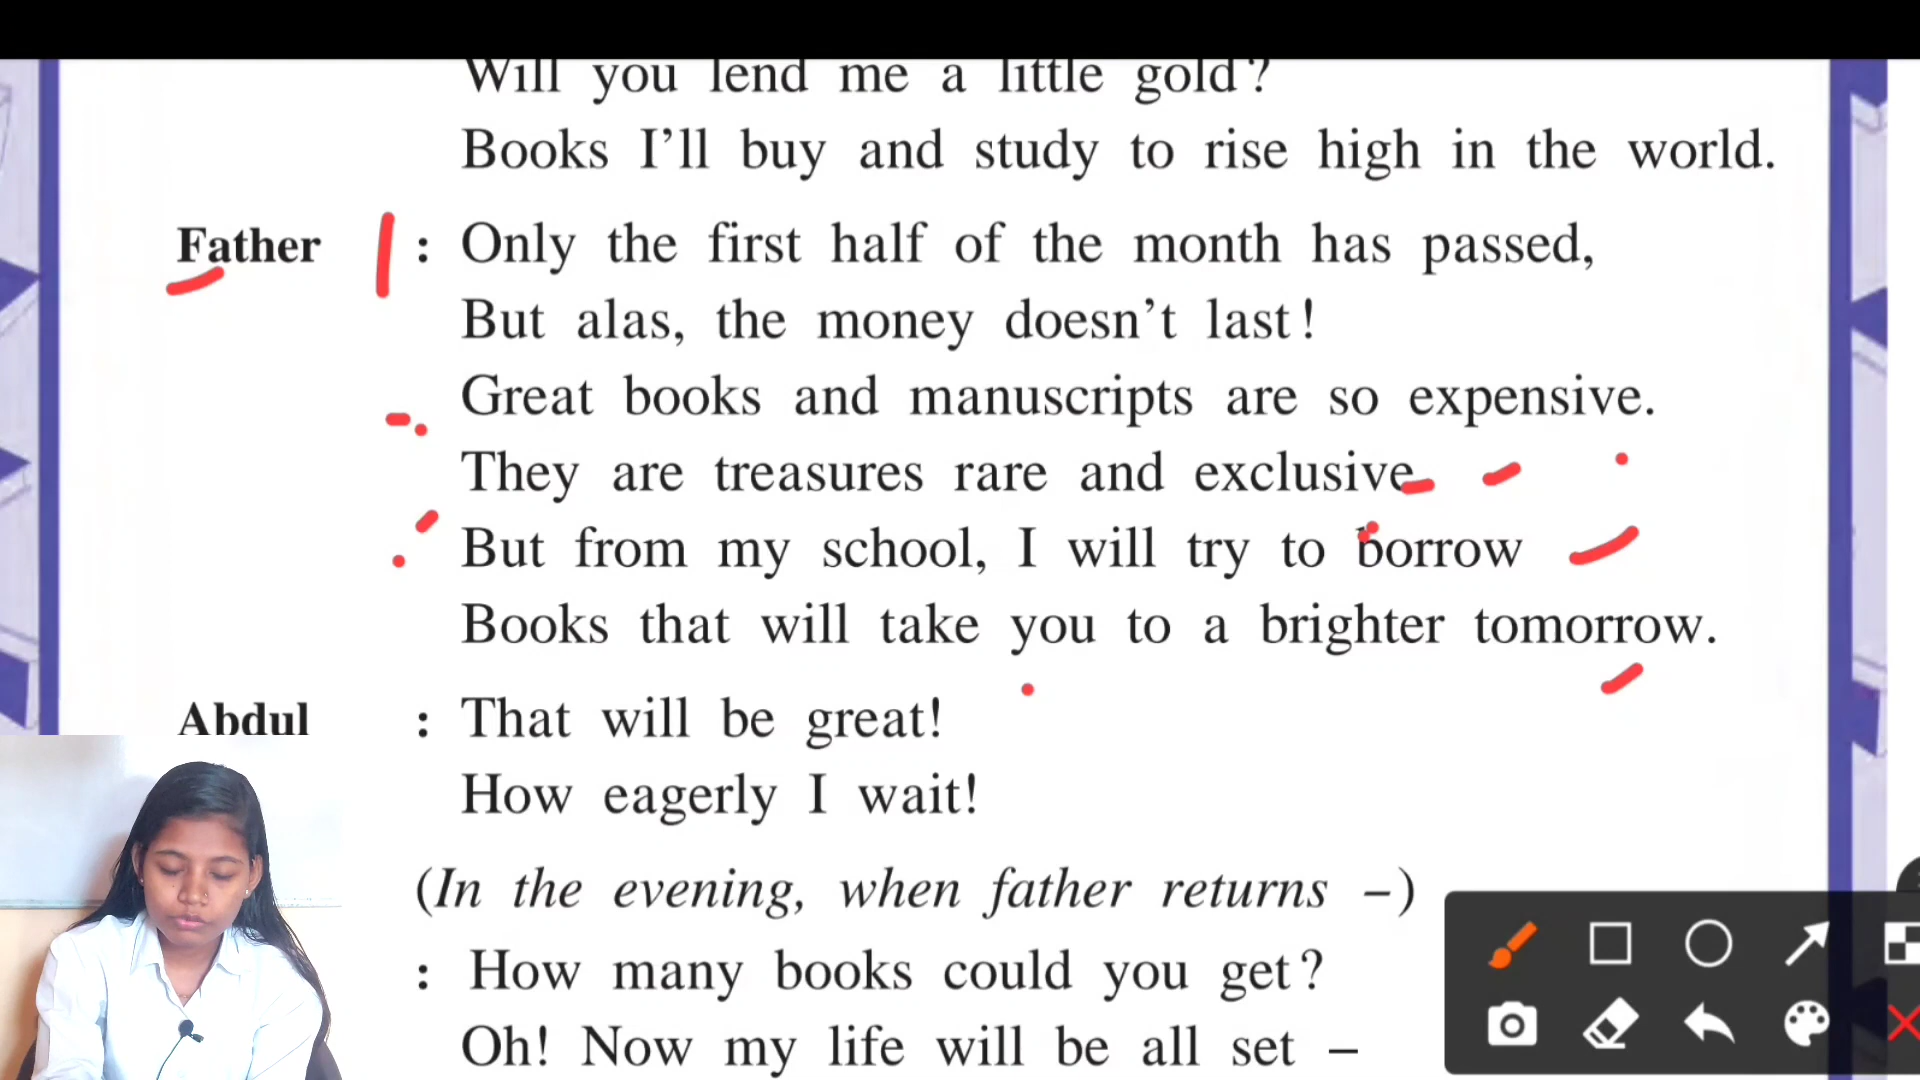 Will you lend me a little gold?
Books I'll buy and study to rise high in the world.
Father : Only the first half of the month has passed,
But alas, the money doesn't last!
Great books and manuscripts are so expensive.
They are treasures rare and exclusive
But from my school, I will try to borrow
Books that will take you to a brighter tomorrow.
Abdul : That will be great!
How eagerly I wait!
(In the evening, when father returns –)
: How many books could you get?
Oh! Now my life will be all set –